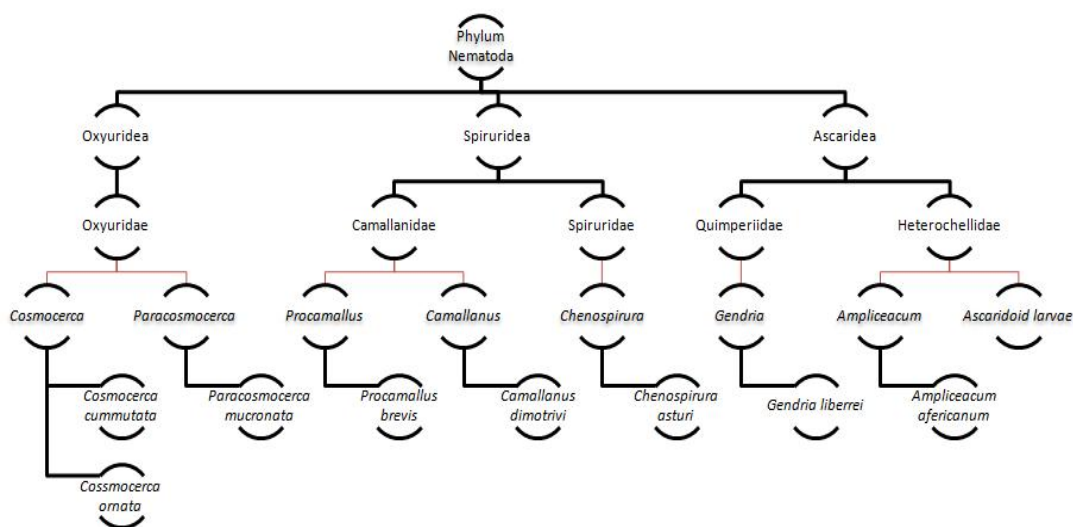 Phylum
Nematoda
Oxyuridea
Spiruridea
Ascaridea
Oxyuridae
Camallanidae
Spiruridae
Quimperiidae
Heterochellidae
Cosmocerca
Paracosmocerca
Procamallus
Camallanus
Chenospirura
Gendria
Ampliceacum
Ascaridoid larvae
Cosmocerca
cummutata
Paracosmocerca
mucronata
Procamallus
brevis
Camallanus
dimotrivi
Chenospirura
asturi
Gendria liberrei
Ampliceacum
afericanum
Cossmocerca
ornata